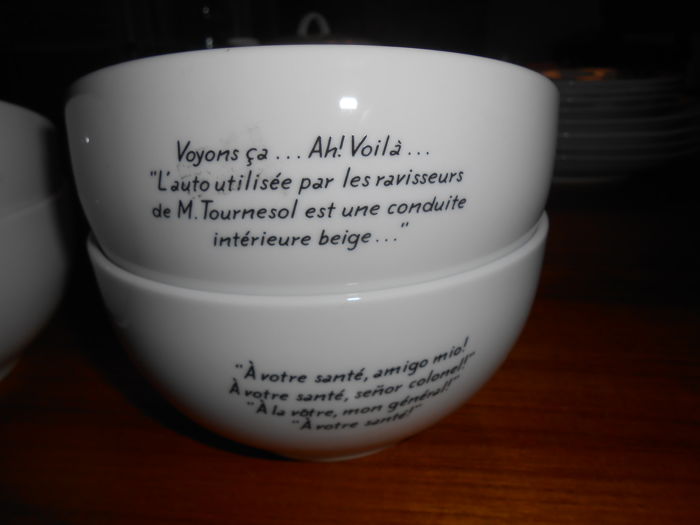 Voyons ça ... Ah! Voilà ...
"L'auto utilisée par les ravisseurs
de M. Tournesol est une conduite
intérieure beige ..."
"À votre santé, amigo mio!
À votre santé, señor colonel!"
"À la vôtre, mon général!"
"À votre santé!"